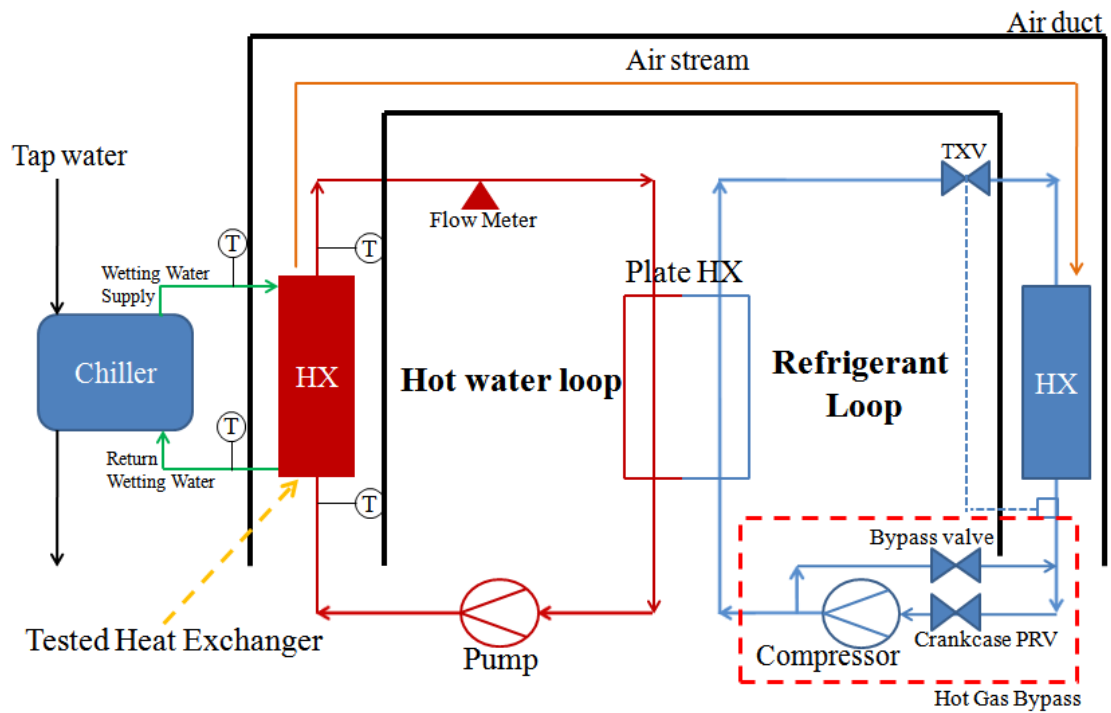 Air duct
Air stream
Tap water
TXV
T
T
Flow Meter
Wetting Water
Supply
Plate HX
Chiller
HX
Hot water loop
Refrigerant
Loop
HX
T
Return
Wetting Water
T
Bypass valve
Tested Heat Exchanger
Pump
Compressor
Crankcase PRV
Hot Gas Bypass